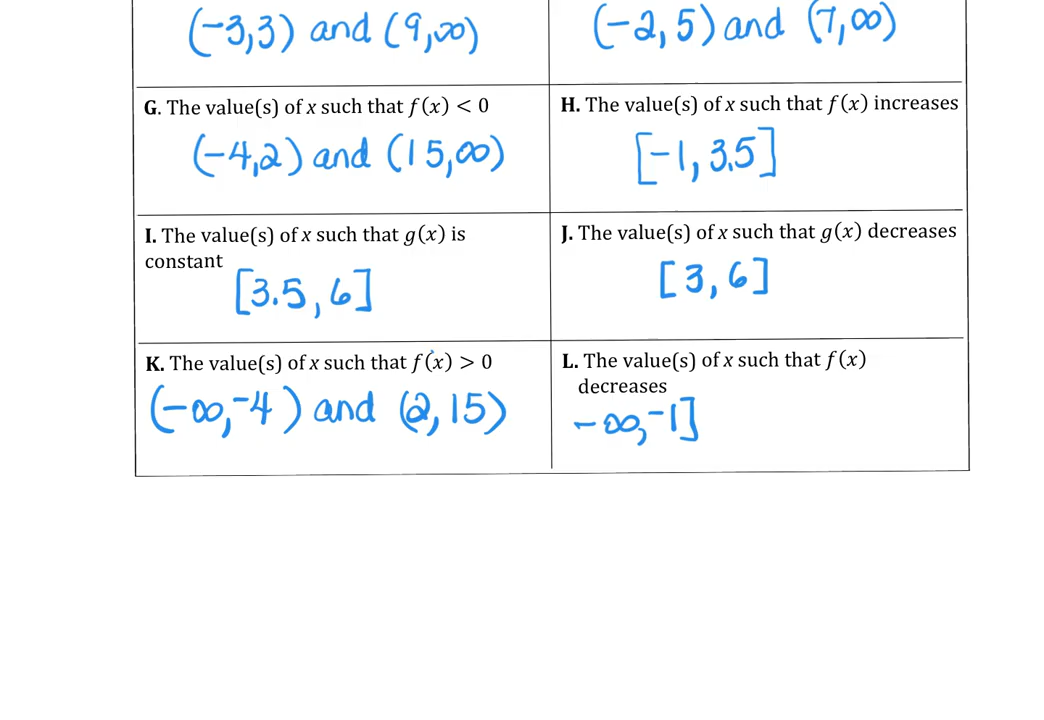 (-3,3) and (9,∞)
(-2, 5) and (7,∞)
G. The value(s) of x such that f(x) < 0
(-4,2) and (15,∞)
H. The value(s) of x such that f(x) increases
[-1, 3.5]
I. The value(s) of x such that g(x) is
constant
[3.5, 6]
J. The value(s) of x such that g(x) decreases
[3, 6]
K. The value(s) of x such that f(x) > 0
(-∞,-4) and (2,15)
L. The value(s) of x such that f(x)
decreases
-∞,-1]